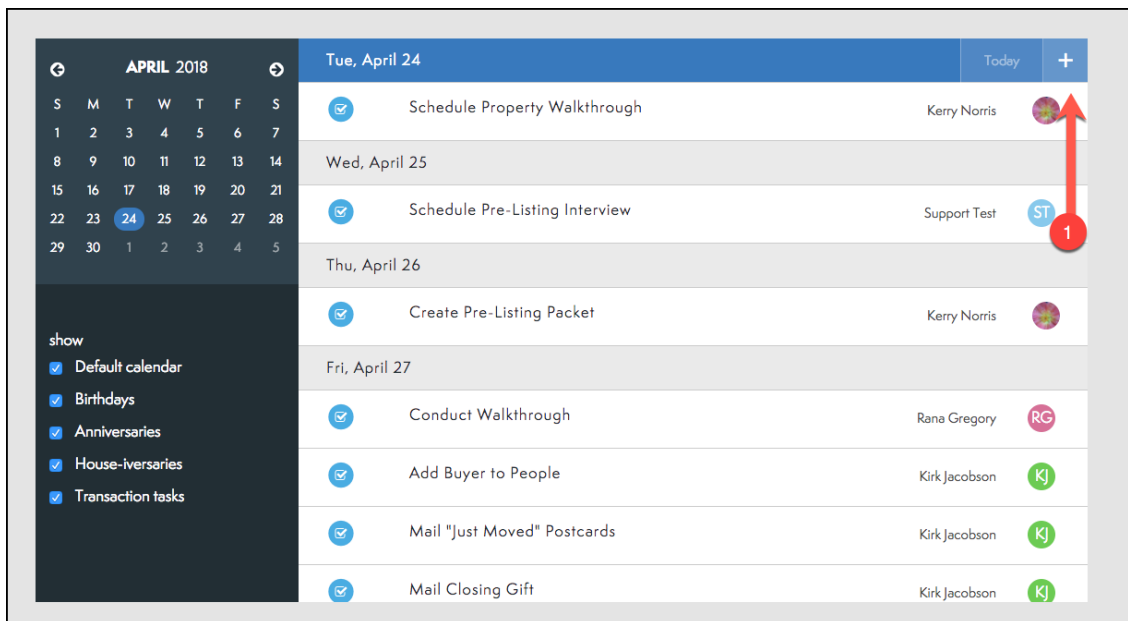 APRIL 2018
S M T W T F S
1 2 3 4 5 6 7
8 9 10 11 12 13 14
15 16 17 18 19 20 21
22 23 24 25 26 27 28
29 30 1 2 3 4 5
show
Default calendar
Birthdays
Anniversaries
House-iversaries
Transaction tasks
Tue, April 24 Today +
Schedule Property Walkthrough Kerry Norris
Wed, April 25
Schedule Pre-Listing Interview Support Test ST
1
Thu, April 26
Create Pre-Listing Packet Kerry Norris
Fri, April 27
Conduct Walkthrough Rana Gregory RG
Add Buyer to People Kirk Jacobson KJ
Mail "Just Moved" Postcards Kirk Jacobson KJ
Mail Closing Gift Kirk Jacobson KJ